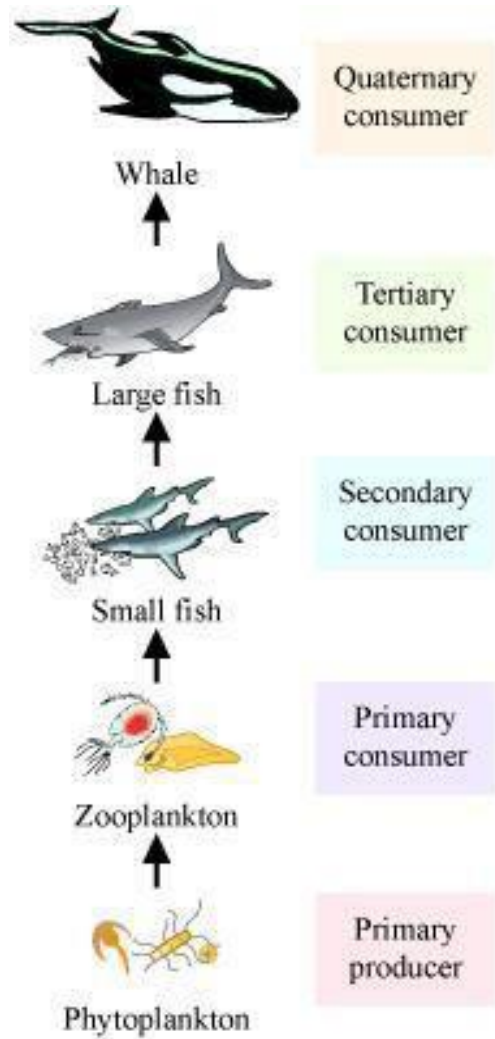 Quaternary
consumer
Whale
Tertiary
consumer
Large fish
Secondary
consumer
Small fish
Primary
consumer
Zooplankton
Primary
producer
Phytoplankton